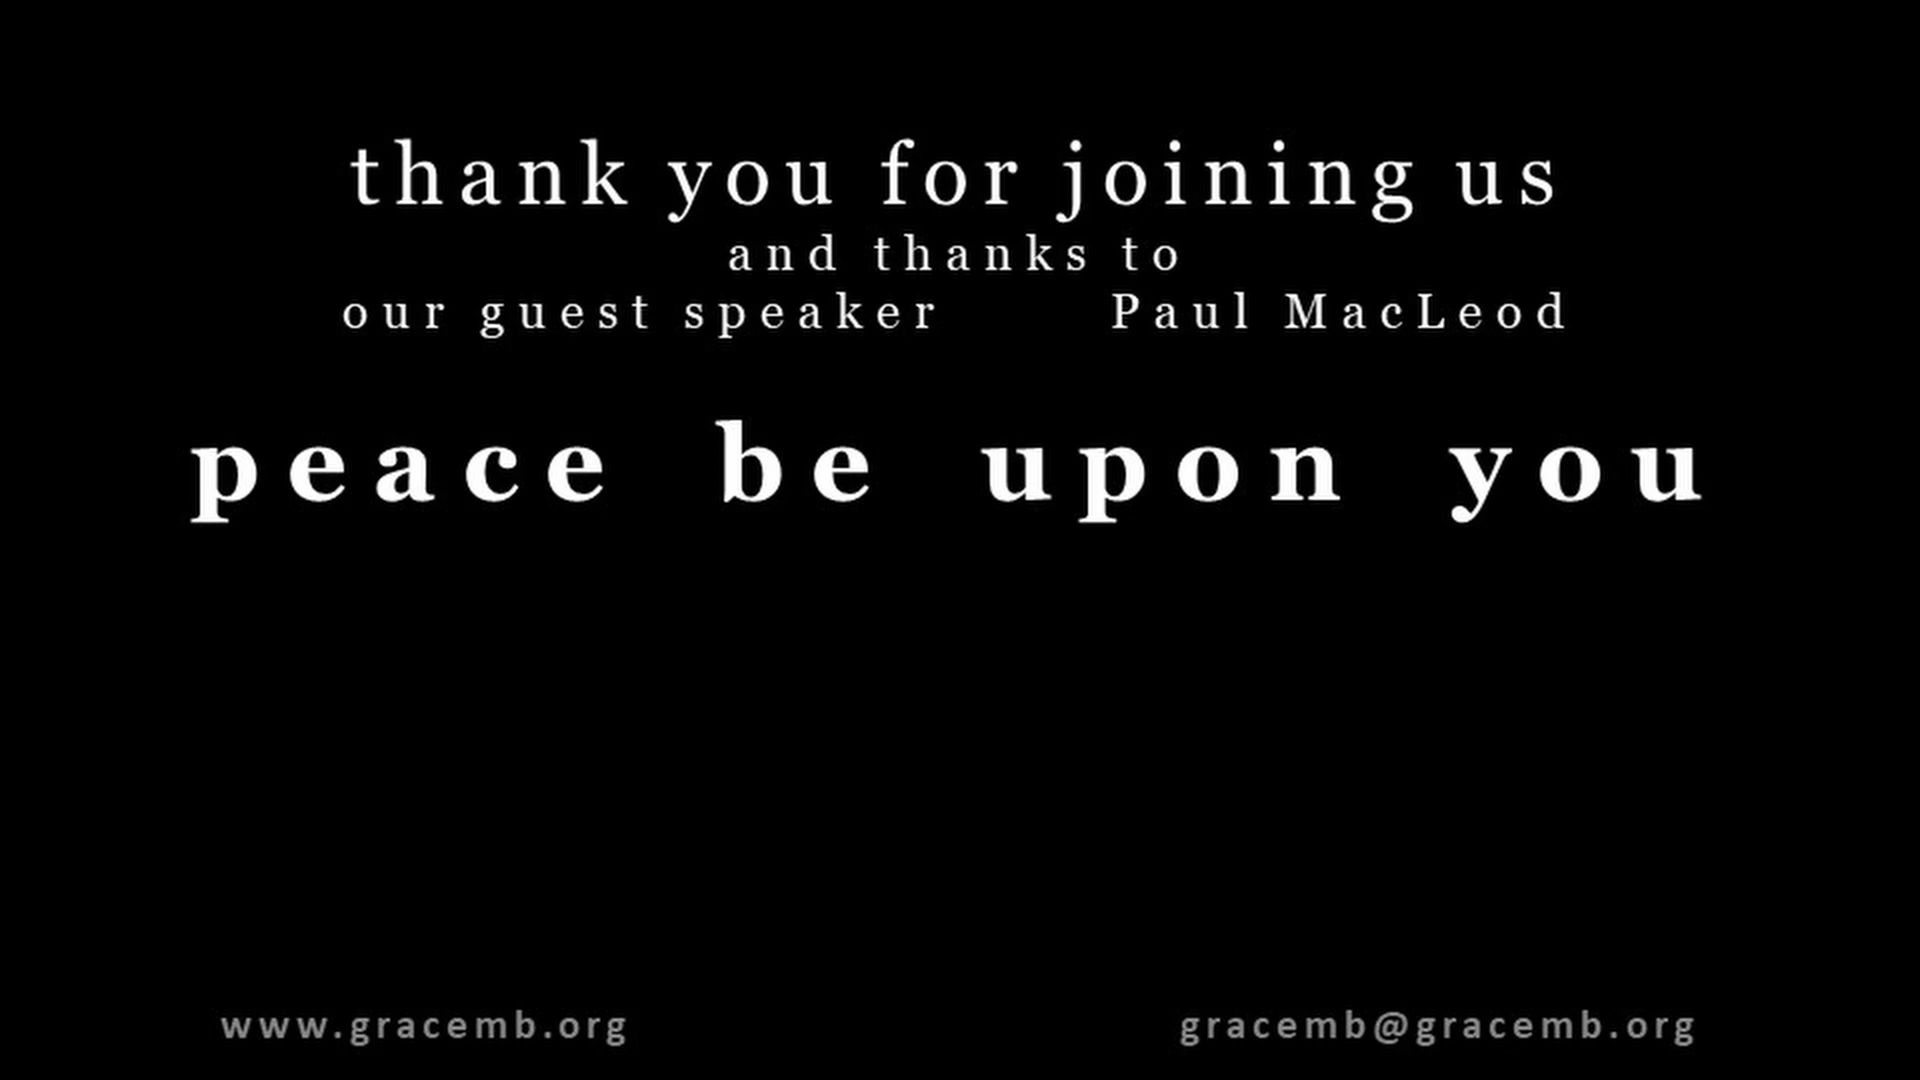 thank you for joining us
and thanks to
our guest speaker Paul MacLeod
peace be upon you
www.gracemb.org gracemb@gracemb.org